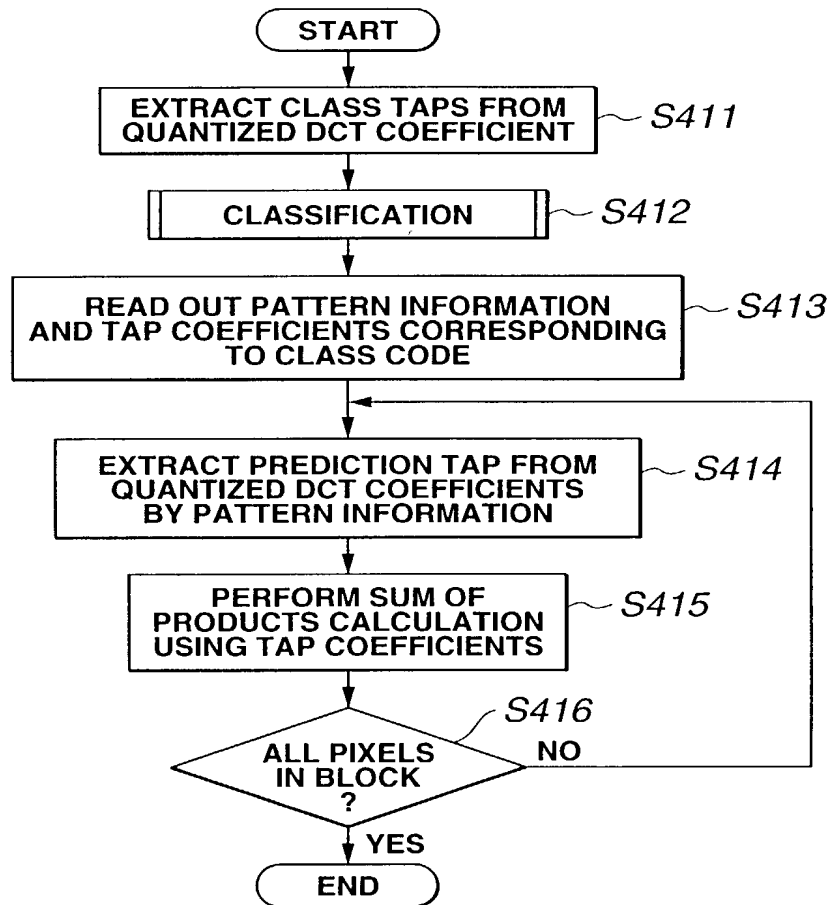 START
EXTRACT CLASS TAPS FROM
QUANTIZED DCT COEFFICIENT
S411
CLASSIFICATION
S412
READ OUT PATTERN INFORMATION
AND TAP COEFFICIENTS CORRESPONDING
TO CLASS CODE
S413
EXTRACT PREDICTION TAP FROM
QUANTIZED DCT COEFFICIENTS
BY PATTERN INFORMATION
S414
PERFORM SUM OF
PRODUCTS CALCULATION
USING TAP COEFFICIENTS
S415
S416
ALL PIXELS
IN BLOCK
?
NO
YES
END